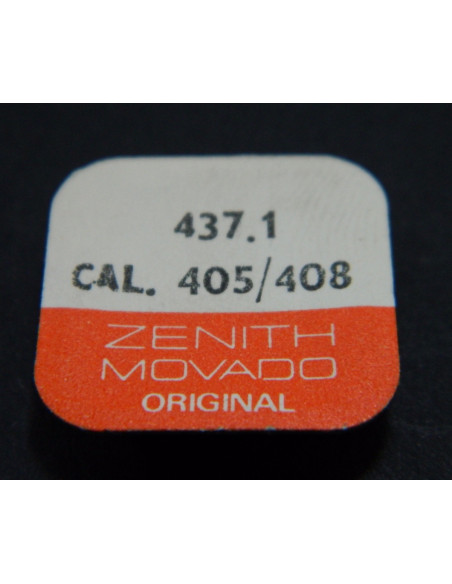 437.1
CAL. 405/408
ZENITH
MOVADO
ORIGINAL